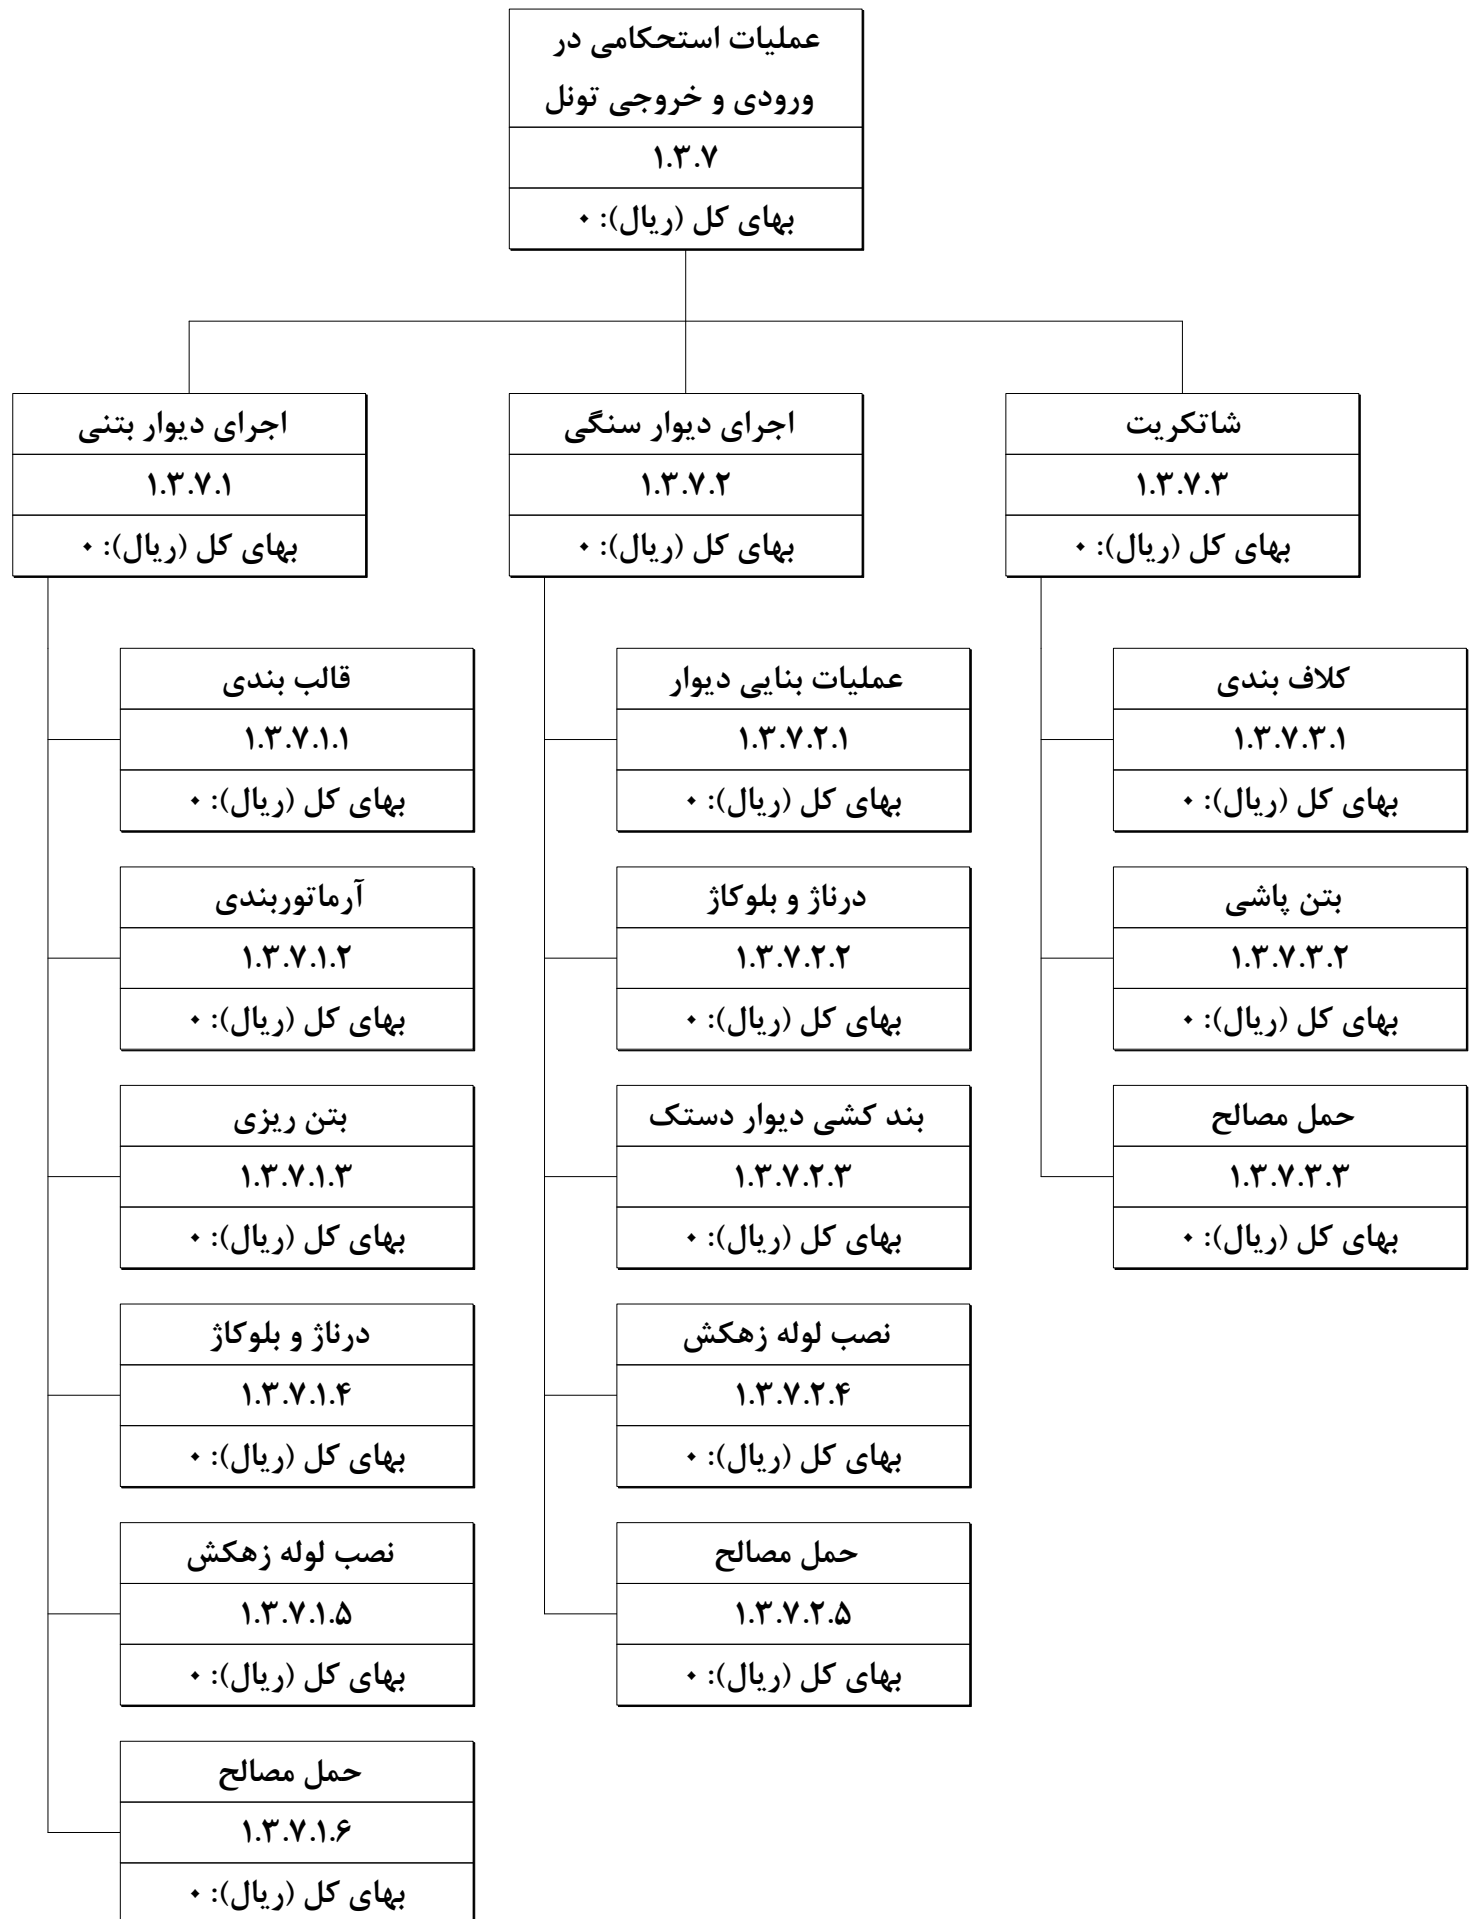 عملیات استحکامی در
ورودی و خروجی تونل
۱.۳.۷
بهای کل (ریال): ۰
اجرای دیوار بتنی
۱.۳.۷.۱
بهای کل (ریال): ۰
قالب بندی
۱.۳.۷.۱.۱
بهای کل (ریال): ۰
آرماتوربندی
۱.۳.۷.۱.۲
بهای کل (ریال): ۰
بتن ریزی
۱.۳.۷.۱.۳
بهای کل (ریال): ۰
درناژ و بلوکاژ
۱.۳.۷.۱.۴
بهای کل (ریال): ۰
نصب لوله زهکش
۱.۳.۷.۱.۵
بهای کل (ریال): ۰
حمل مصالح
۱.۳.۷.۱.۶
بهای کل (ریال): ۰
اجرای دیوار سنگی
۱.۳.۷.۲
بهای کل (ریال): ۰
عملیات بنایی دیوار
۱.۳.۷.۲.۱
بهای کل (ریال): ۰
درناژ و بلوکاژ
۱.۳.۷.۲.۲
بهای کل (ریال): ۰
بند کشی دیوار دستک
۱.۳.۷.۲.۳
بهای کل (ریال): ۰
نصب لوله زهکش
۱.۳.۷.۲.۴
بهای کل (ریال): ۰
حمل مصالح
۱.۳.۷.۲.۵
بهای کل (ریال): ۰
شاتکریت
۱.۳.۷.۳
بهای کل (ریال): ۰
کلاف بندی
۱.۳.۷.۳.۱
بهای کل (ریال): ۰
بتن پاشی
۱.۳.۷.۳.۲
بهای کل (ریال): ۰
حمل مصالح
۱.۳.۷.۳.۳
بهای کل (ریال): ۰